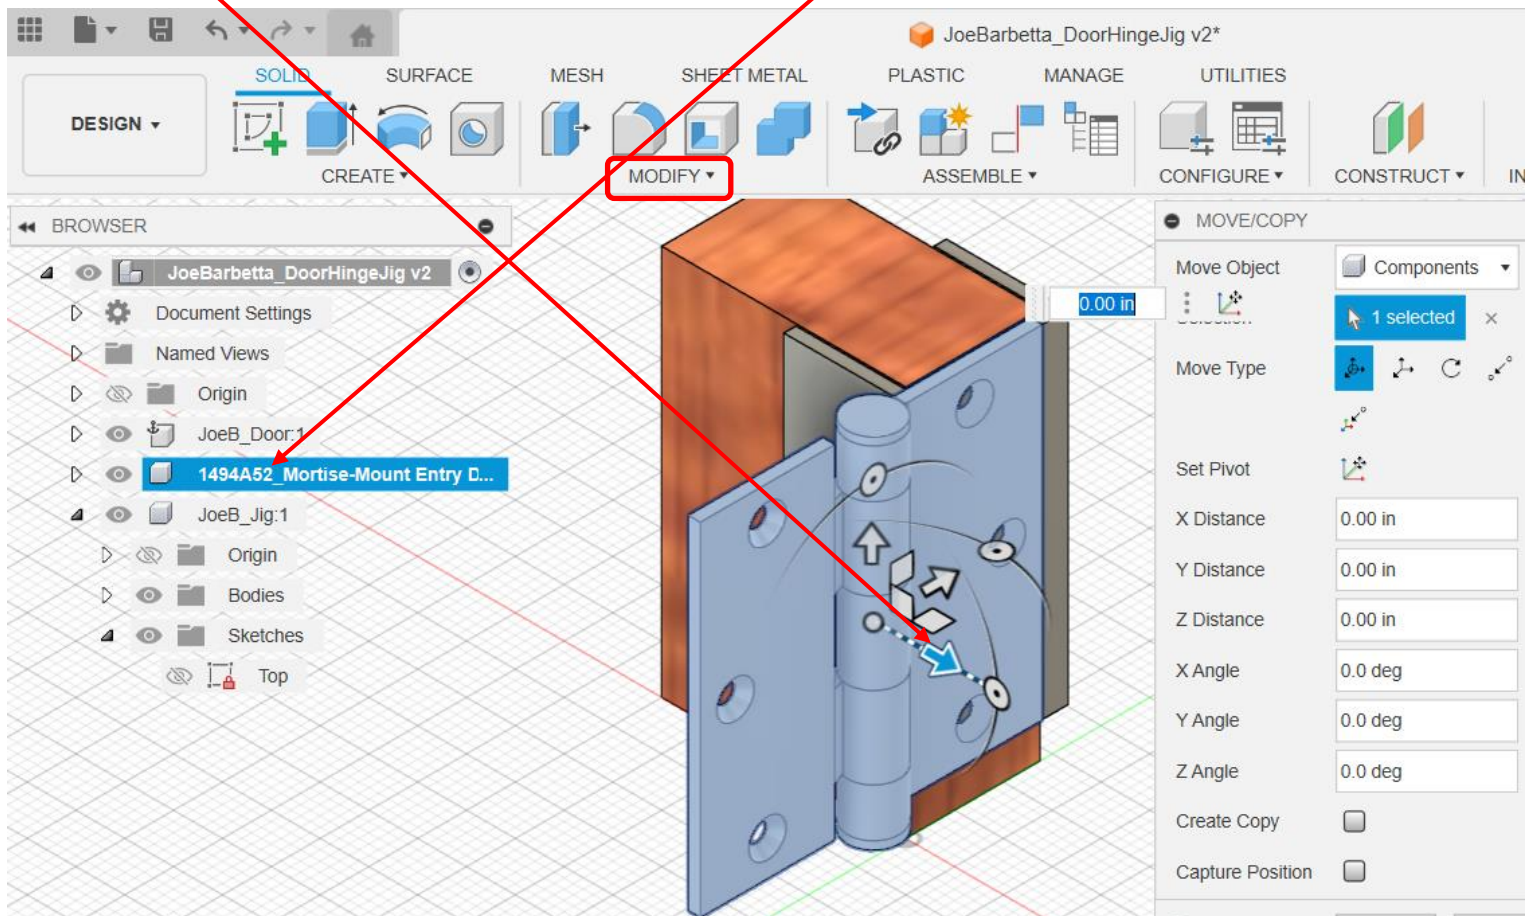 JoeBarbetta_DoorHingeJig v2*
SOLID SURFACE MESH SHEET METAL PLASTIC MANAGE UTILITIES
DESIGN
CREATE MODIFY ASSEMBLE CONFIGURE CONSTRUCT IN
BROWSER
JoeBarbetta_DoorHingeJig v2
Document Settings
Named Views
Origin
JoeB_Door:1
1494A52_Mortise-Mount Entry D...
JoeB_Jig:1
Origin
Bodies
Sketches
Top
0.00 in
MOVE/COPY
Move Object Components
Selection 1 selected
Move Type
Set Pivot
X Distance 0.00 in
Y Distance 0.00 in
Z Distance 0.00 in
X Angle 0.0 deg
Y Angle 0.0 deg
Z Angle 0.0 deg
Create Copy
Capture Position